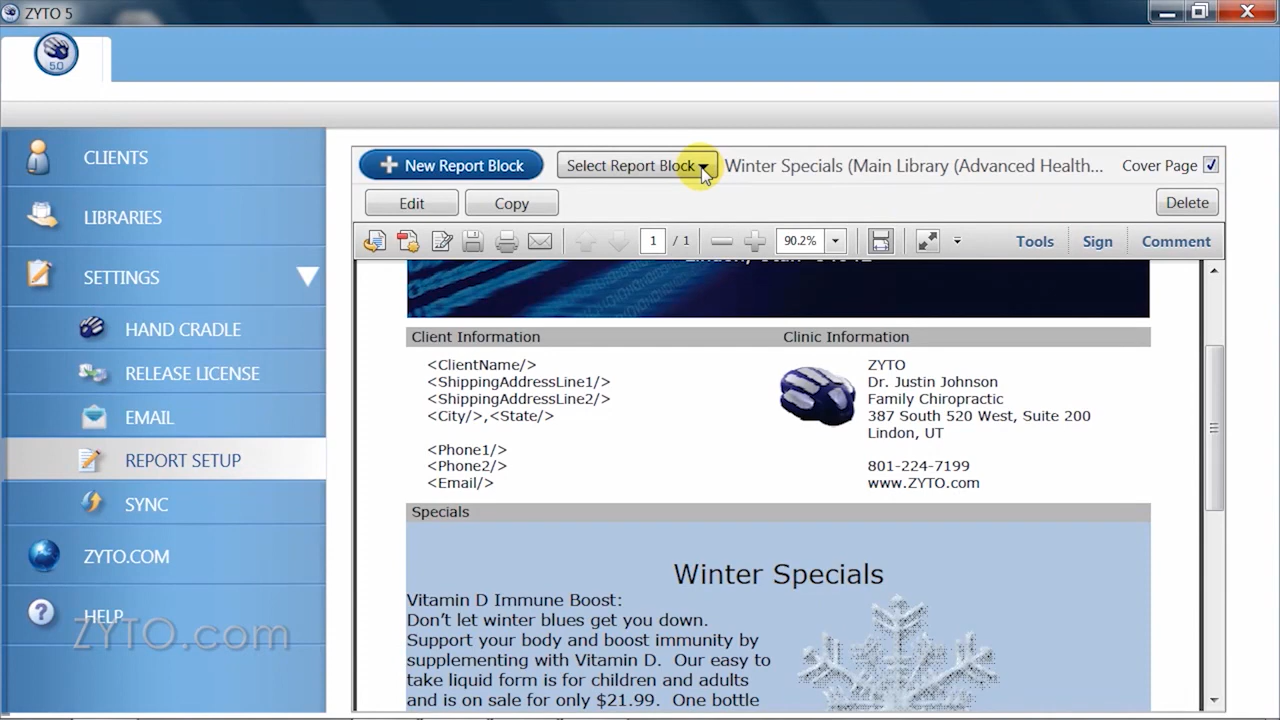 ZYTO 5
5.0
CLIENTS
LIBRARIES
SETTINGS
HAND CRADLE
RELEASE LICENSE
EMAIL
REPORT SETUP
SYNC
ZYTO.COM
HELP
ZYTO.com
New Report Block
Select Report Block
Winter Specials (Main Library (Advanced Health...
Cover Page
Edit
Copy
Delete
1 / 1
90.2%
Tools
Sign
Comment
Client Information
<ClientName/>
<ShippingAddressLine1/>
<ShippingAddressLine2/>
<City/>,<State/>
<Phone1/>
<Phone2/>
<Email/>
Clinic Information
ZYTO
Dr. Justin Johnson
Family Chiropractic
387 South 520 West, Suite 200
Lindon, UT
801-224-7199
www.ZYTO.com
Specials
Winter Specials
Vitamin D Immune Boost:
Don't let winter blues get you down.
Support your body and boost immunity by
supplementing with Vitamin D.  Our easy to
take liquid form is for children and adults
and is on sale for only $21.99.  One bottle